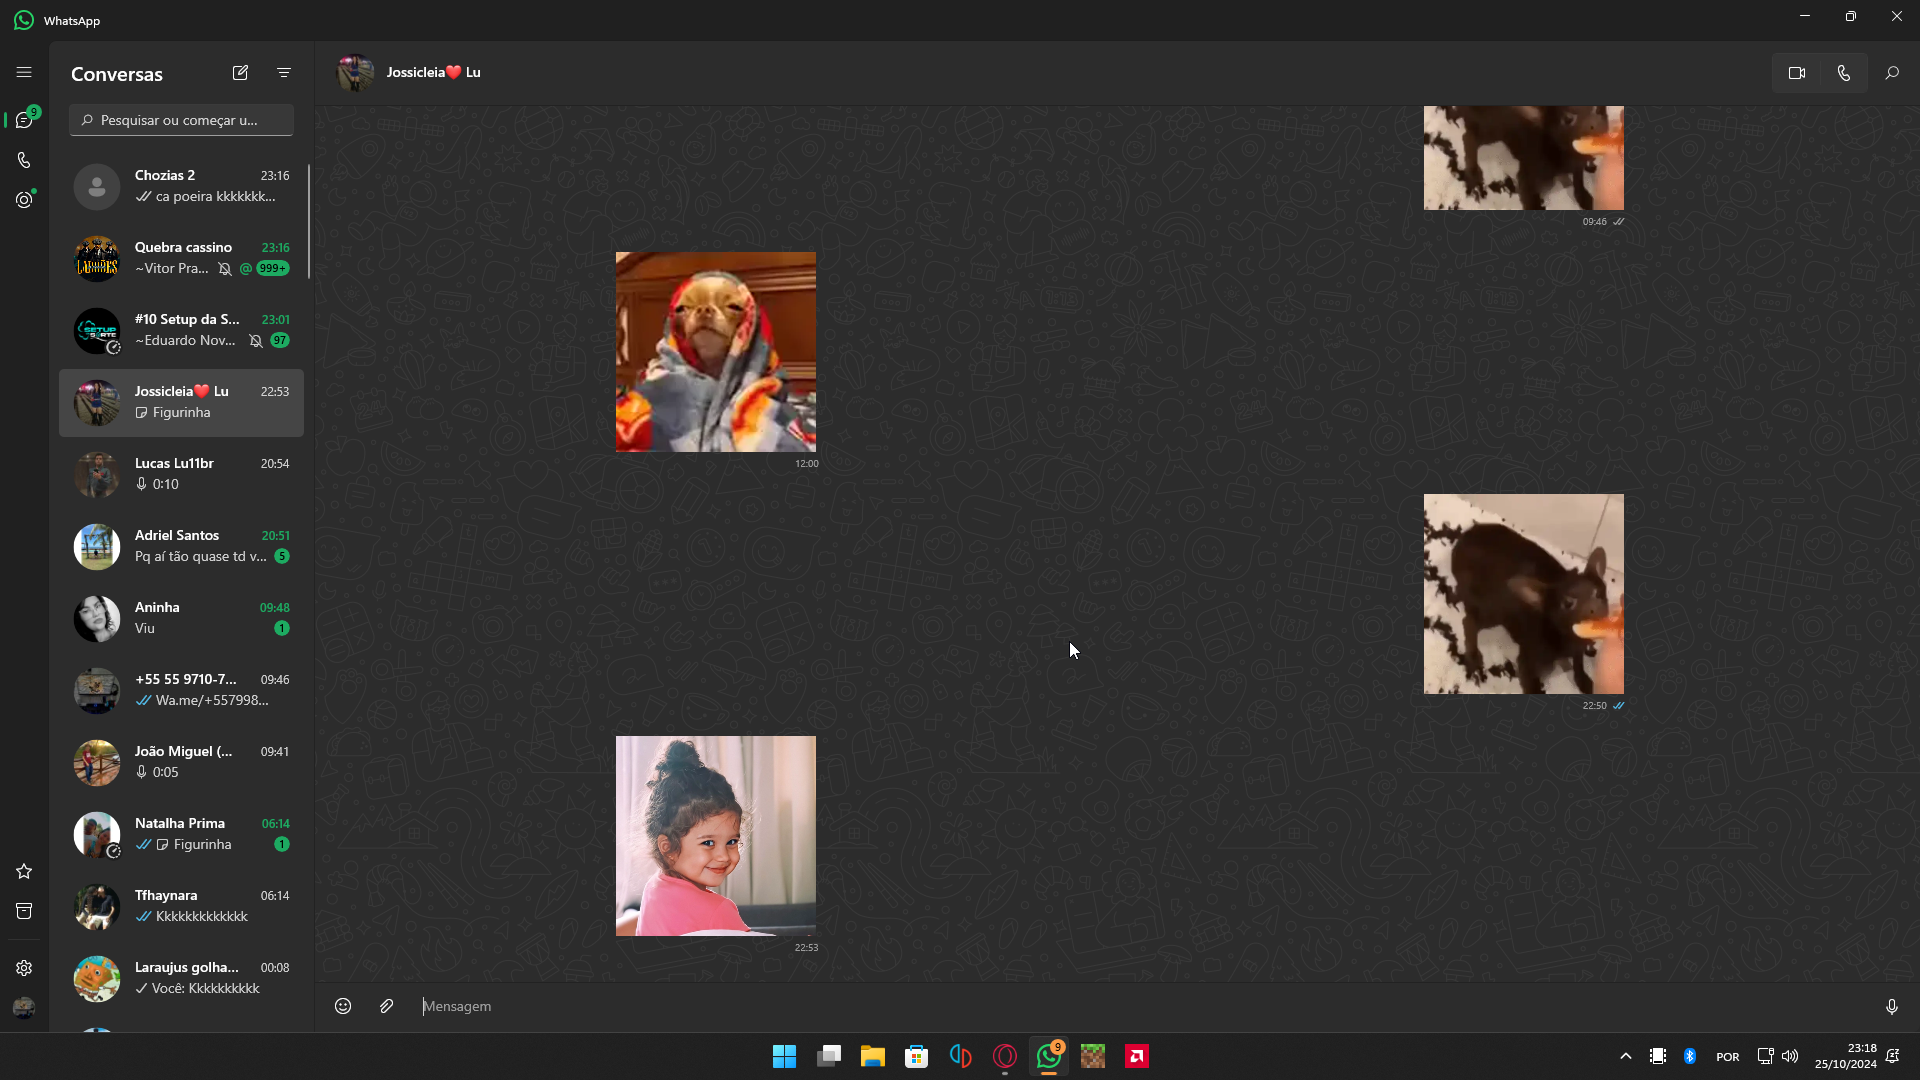 WhatsApp
Conversas
9
Pesquisar ou começar u...
Chozias 2
23:16
ca poeira kkkkkkk...
Quebra cassino
23:16
~Vitor Pra...
@
999+
#10 Setup da S...
23:01
~Eduardo Nov...
97
Jossicleia❤️ Lu
22:53
Figurinha
Lucas Lu11br
20:54
0:10
Adriel Santos
20:51
Pq aí tão quase td v...
5
Aninha
09:48
Viu
1
+55 55 9710-7...
09:46
Wa.me/+557998...
João Miguel (...
09:41
0:05
Natalha Prima
06:14
Figurinha
1
Tfhaynara
06:14
Kkkkkkkkkkkkk
Laraujus golha...
00:08
Você: Kkkkkkkkkk
Jossicleia❤️ Lu
09:46
12:00
22:50
22:53
Mensagem
9
POR
23:18
25/10/2024